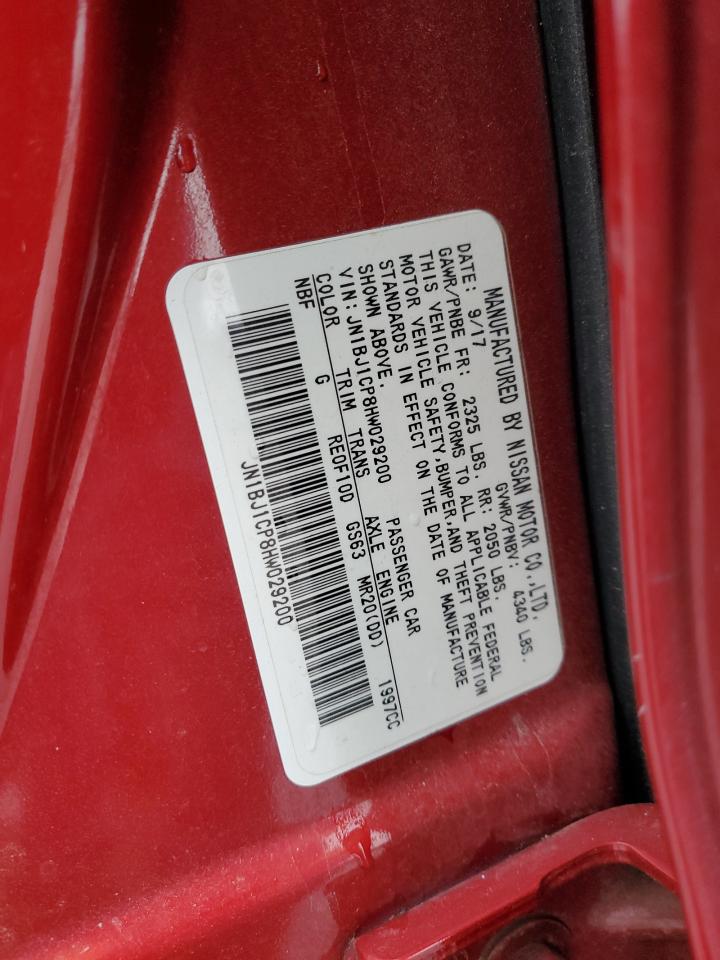 MANUFACTURED BY NISSAN MOTOR CO.,LTD.
DATE: 9/17 GVWR/PNBV: 4340 LBS.
GAWR/PNBE FR: 2325 LBS. RR: 2050 LBS.
THIS VEHICLE CONFORMS TO ALL APPLICABLE FEDERAL
MOTOR VEHICLE SAFETY,BUMPER,AND THEFT PREVENTION
STANDARDS IN EFFECT ON THE DATE OF MANUFACTURE
SHOWN ABOVE.
VIN: JN1BJ1CP8HW029200 PASSENGER CAR
COLOR TRIM TRANS AXLE ENGINE
NBF G RE0F10D GS63 MR20(DD) 1997CC
JN1BJ1CP8HW029200